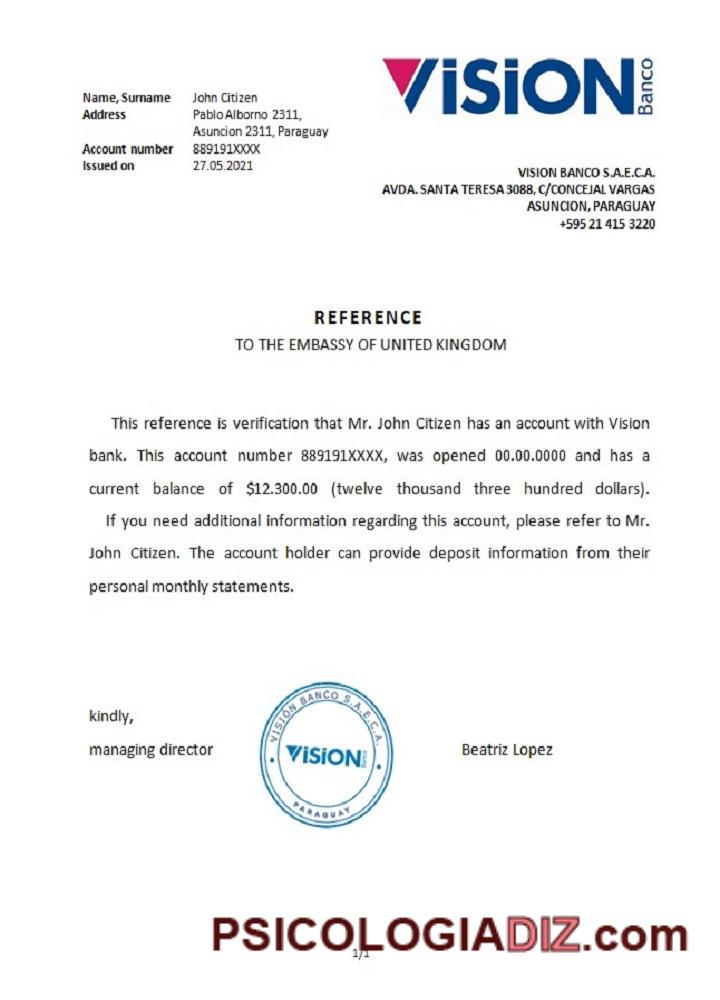 Name, Surname John Citizen
Address Pablo Alborno 2311,
Asuncion 2311, Paraguay
Account number 889191XXXX
Issued on 27.05.2021
ViSiON Banco
VISION BANCO S.A.E.C.A.
AVDA. SANTA TERESA 3088, C/CONCEJAL VARGAS
ASUNCION, PARAGUAY
+595 21 415 3220
REFERENCE
TO THE EMBASSY OF UNITED KINGDOM
This reference is verification that Mr. John Citizen has an account with Vision
bank. This account number 889191XXXX, was opened 00.00.0000 and has a
current balance of $12.300.00 (twelve thousand three hundred dollars).
If you need additional information regarding this account, please refer to Mr.
John Citizen. The account holder can provide deposit information from their
personal monthly statements.
kindly,
managing director
VISION BANCO S.A.E.C.A.
ViSiON Banco
PARAGUAY
Beatriz Lopez
PSICOLOGIADIZ.com
1/1